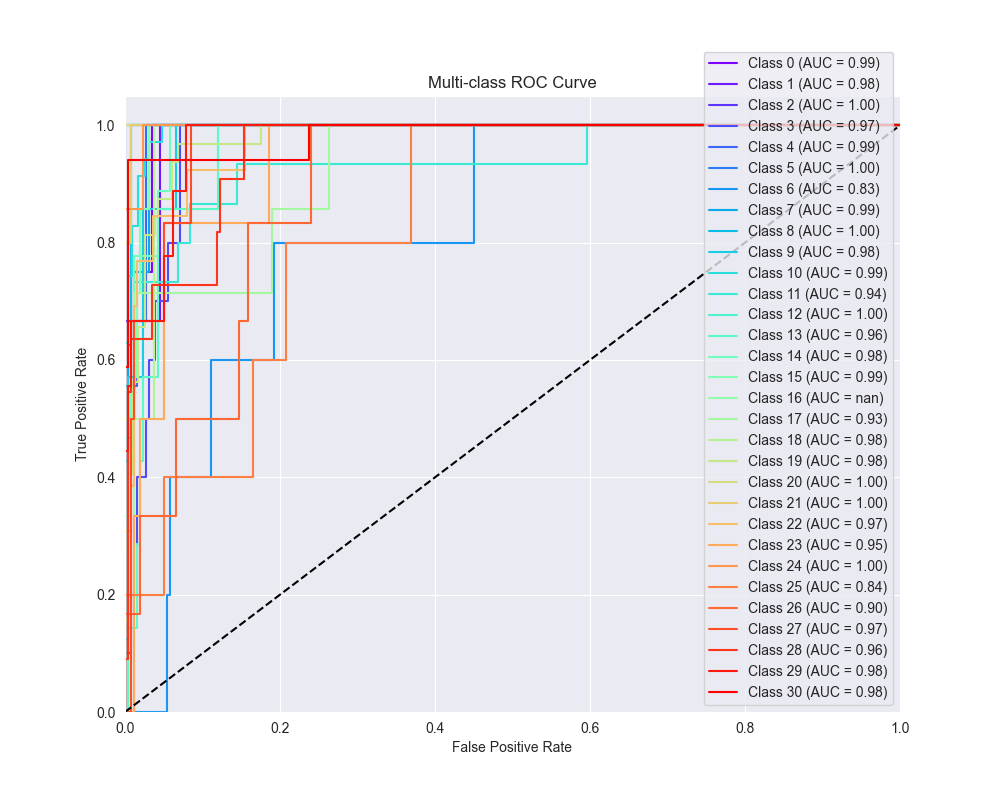 Multi-class ROC Curve
True Positive Rate
1.0
0.8
0.6
0.4
0.2
0.0
0.0
0.2
0.4
0.6
0.8
1.0
False Positive Rate
Class 0 (AUC = 0.99)
Class 1 (AUC = 0.98)
Class 2 (AUC = 1.00)
Class 3 (AUC = 0.97)
Class 4 (AUC = 0.99)
Class 5 (AUC = 1.00)
Class 6 (AUC = 0.83)
Class 7 (AUC = 0.99)
Class 8 (AUC = 1.00)
Class 9 (AUC = 0.98)
Class 10 (AUC = 0.99)
Class 11 (AUC = 0.94)
Class 12 (AUC = 1.00)
Class 13 (AUC = 0.96)
Class 14 (AUC = 0.98)
Class 15 (AUC = 0.99)
Class 16 (AUC = nan)
Class 17 (AUC = 0.93)
Class 18 (AUC = 0.98)
Class 19 (AUC = 0.98)
Class 20 (AUC = 1.00)
Class 21 (AUC = 1.00)
Class 22 (AUC = 0.97)
Class 23 (AUC = 0.95)
Class 24 (AUC = 1.00)
Class 25 (AUC = 0.84)
Class 26 (AUC = 0.90)
Class 27 (AUC = 0.97)
Class 28 (AUC = 0.96)
Class 29 (AUC = 0.98)
Class 30 (AUC = 0.98)